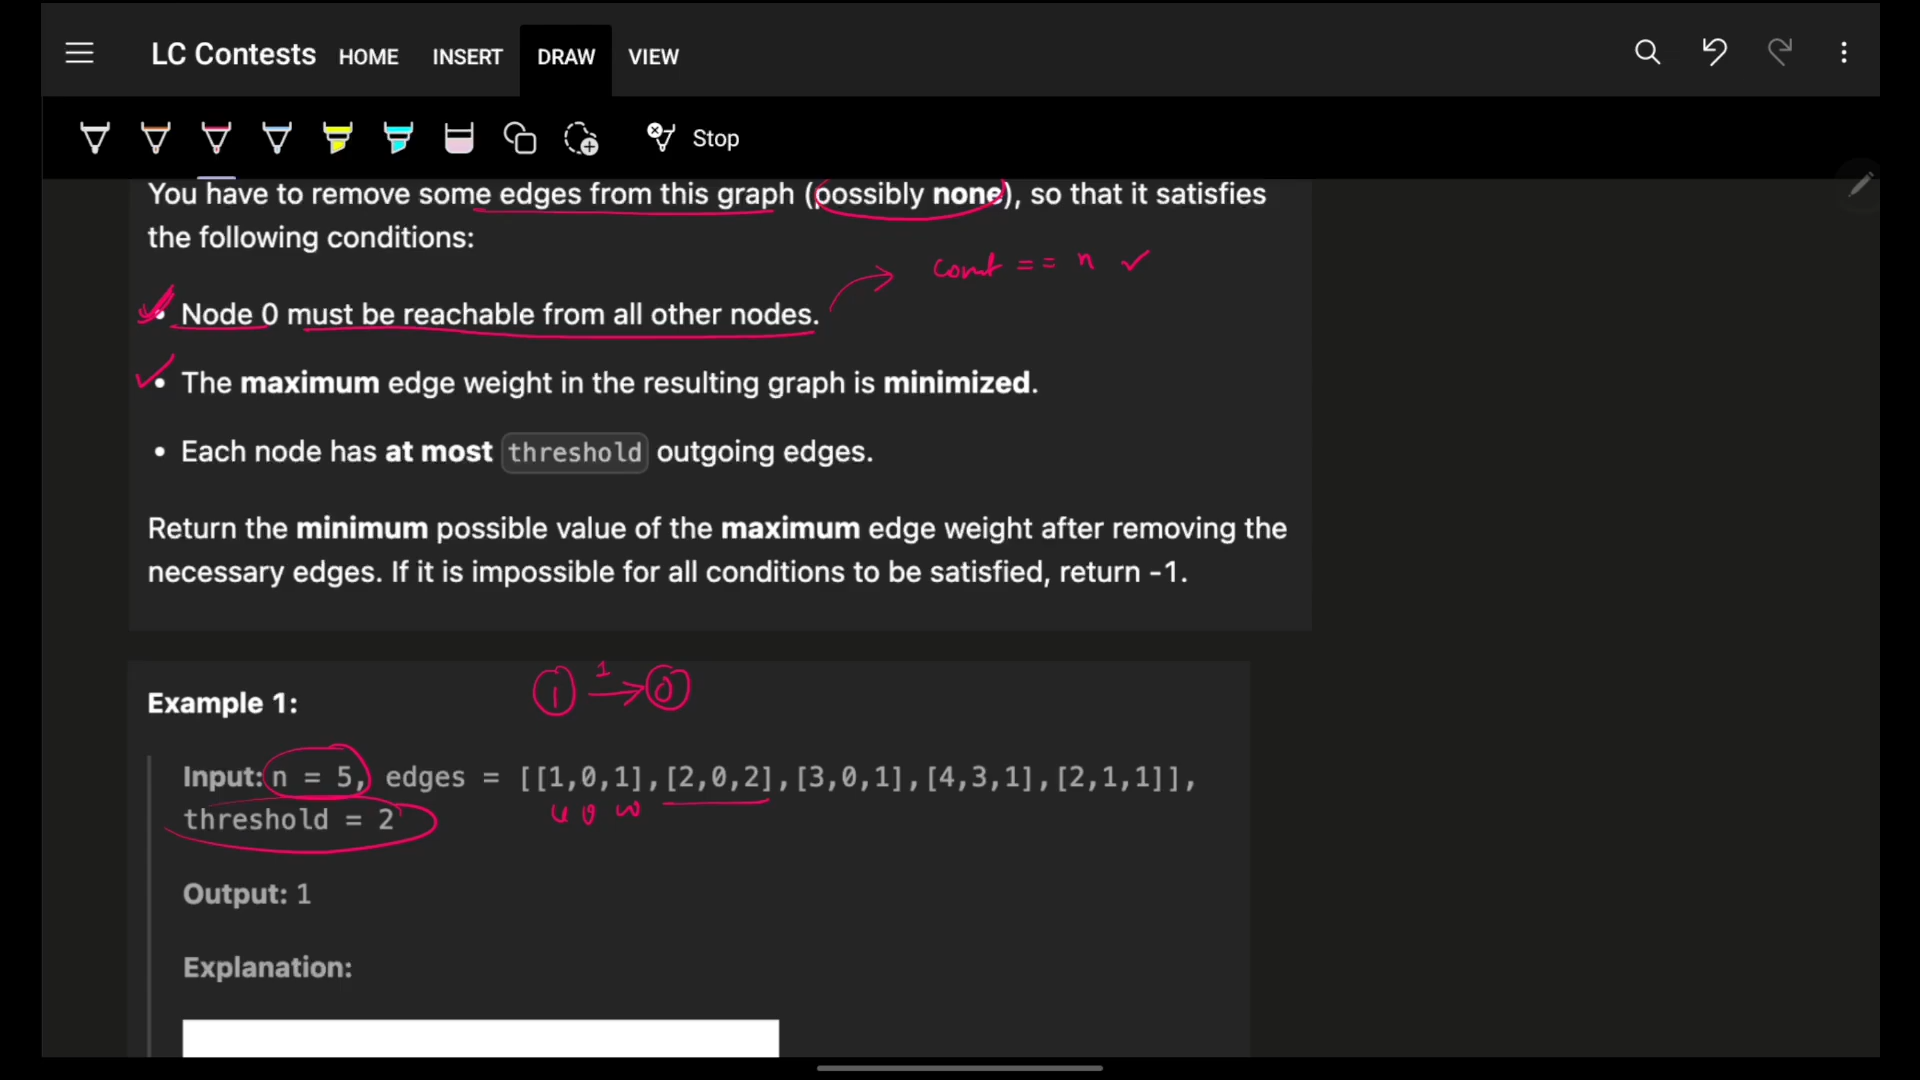 LC Contests HOME INSERT DRAW VIEW
Stop
You have to remove some edges from this graph (possibly none), so that it satisfies
the following conditions:
count == n ✓
• Node 0 must be reachable from all other nodes.
• The maximum edge weight in the resulting graph is minimized.
• Each node has at most threshold outgoing edges.
Return the minimum possible value of the maximum edge weight after removing the
necessary edges. If it is impossible for all conditions to be satisfied, return -1.
1 1 → 0
Example 1:
Input: n = 5, edges = [[1,0,1],[2,0,2],[3,0,1],[4,3,1],[2,1,1]],
u v w
threshold = 2
Output: 1
Explanation: